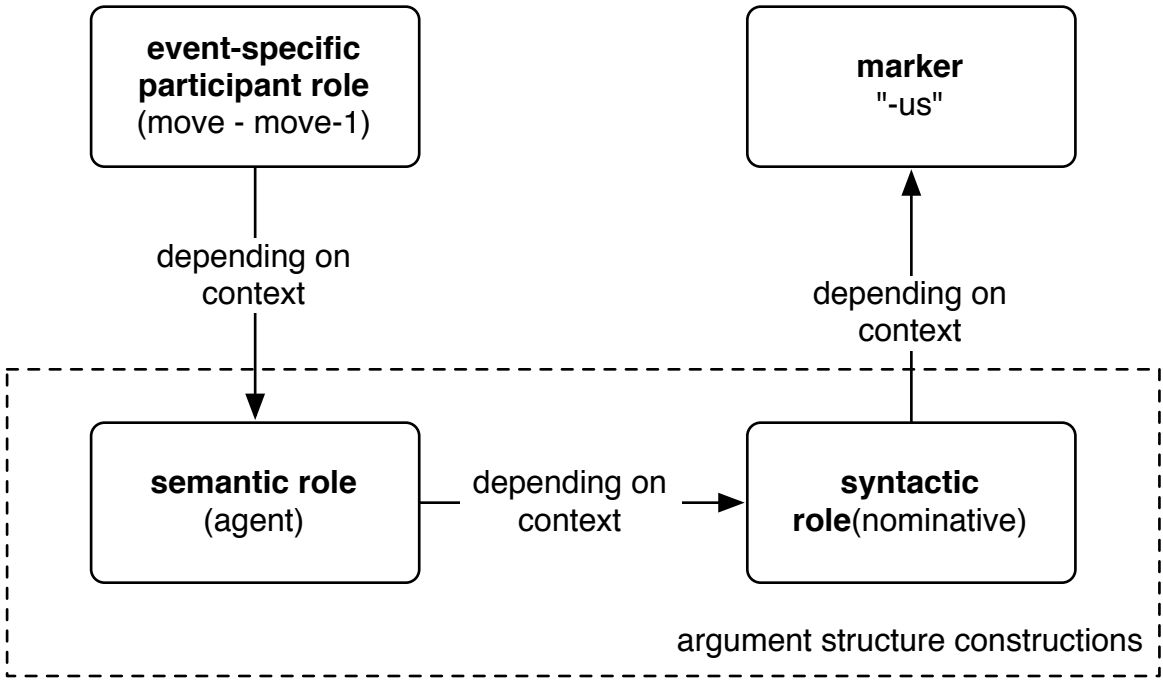 event-specific
participant role
(move - move-1)
marker
"-us"
depending on
context
depending on
context
semantic role
(agent)
depending on
context
syntactic
role(nominative)
argument structure constructions